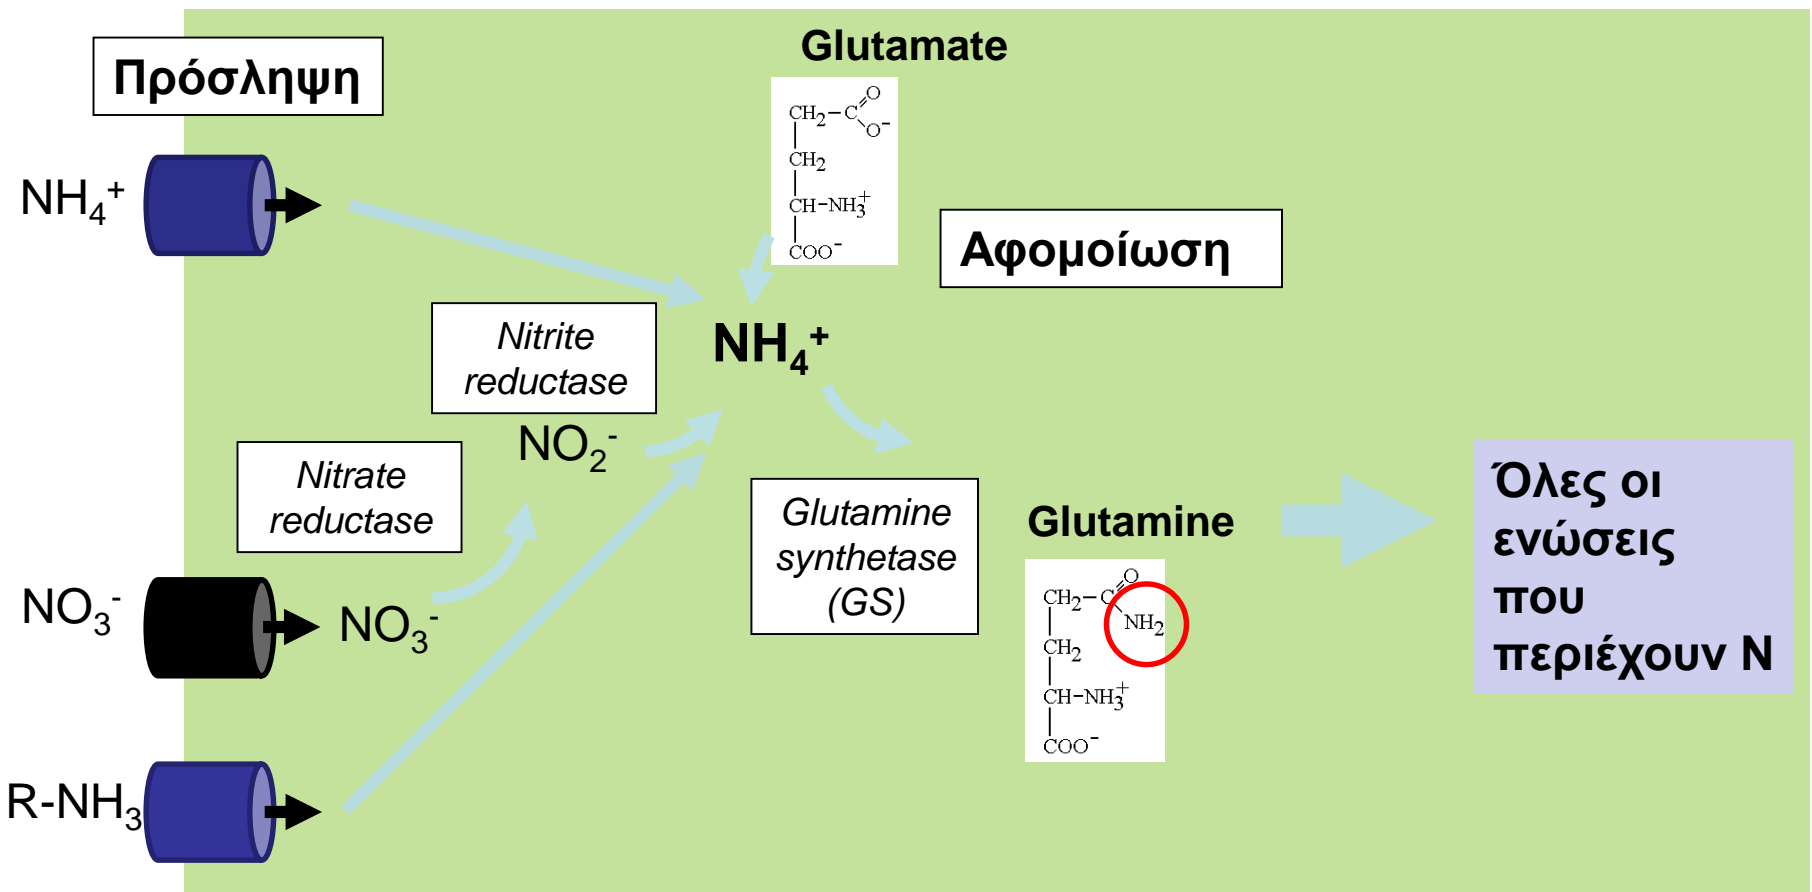 Πρόσληψη
Glutamate
CH₂–C
O
O⁻
CH₂
CH–NH₃⁺
COO⁻
NH₄⁺
Αφομοίωση
Nitrite
reductase
NH₄⁺
NO₂⁻
Nitrate
reductase
Glutamine
synthetase
(GS)
Glutamine
CH₂–C
O
NH₂
CH₂
CH–NH₃⁺
COO⁻
Όλες οι
ενώσεις
που
περιέχουν Ν
NO₃⁻
NO₃⁻
R-NH₃